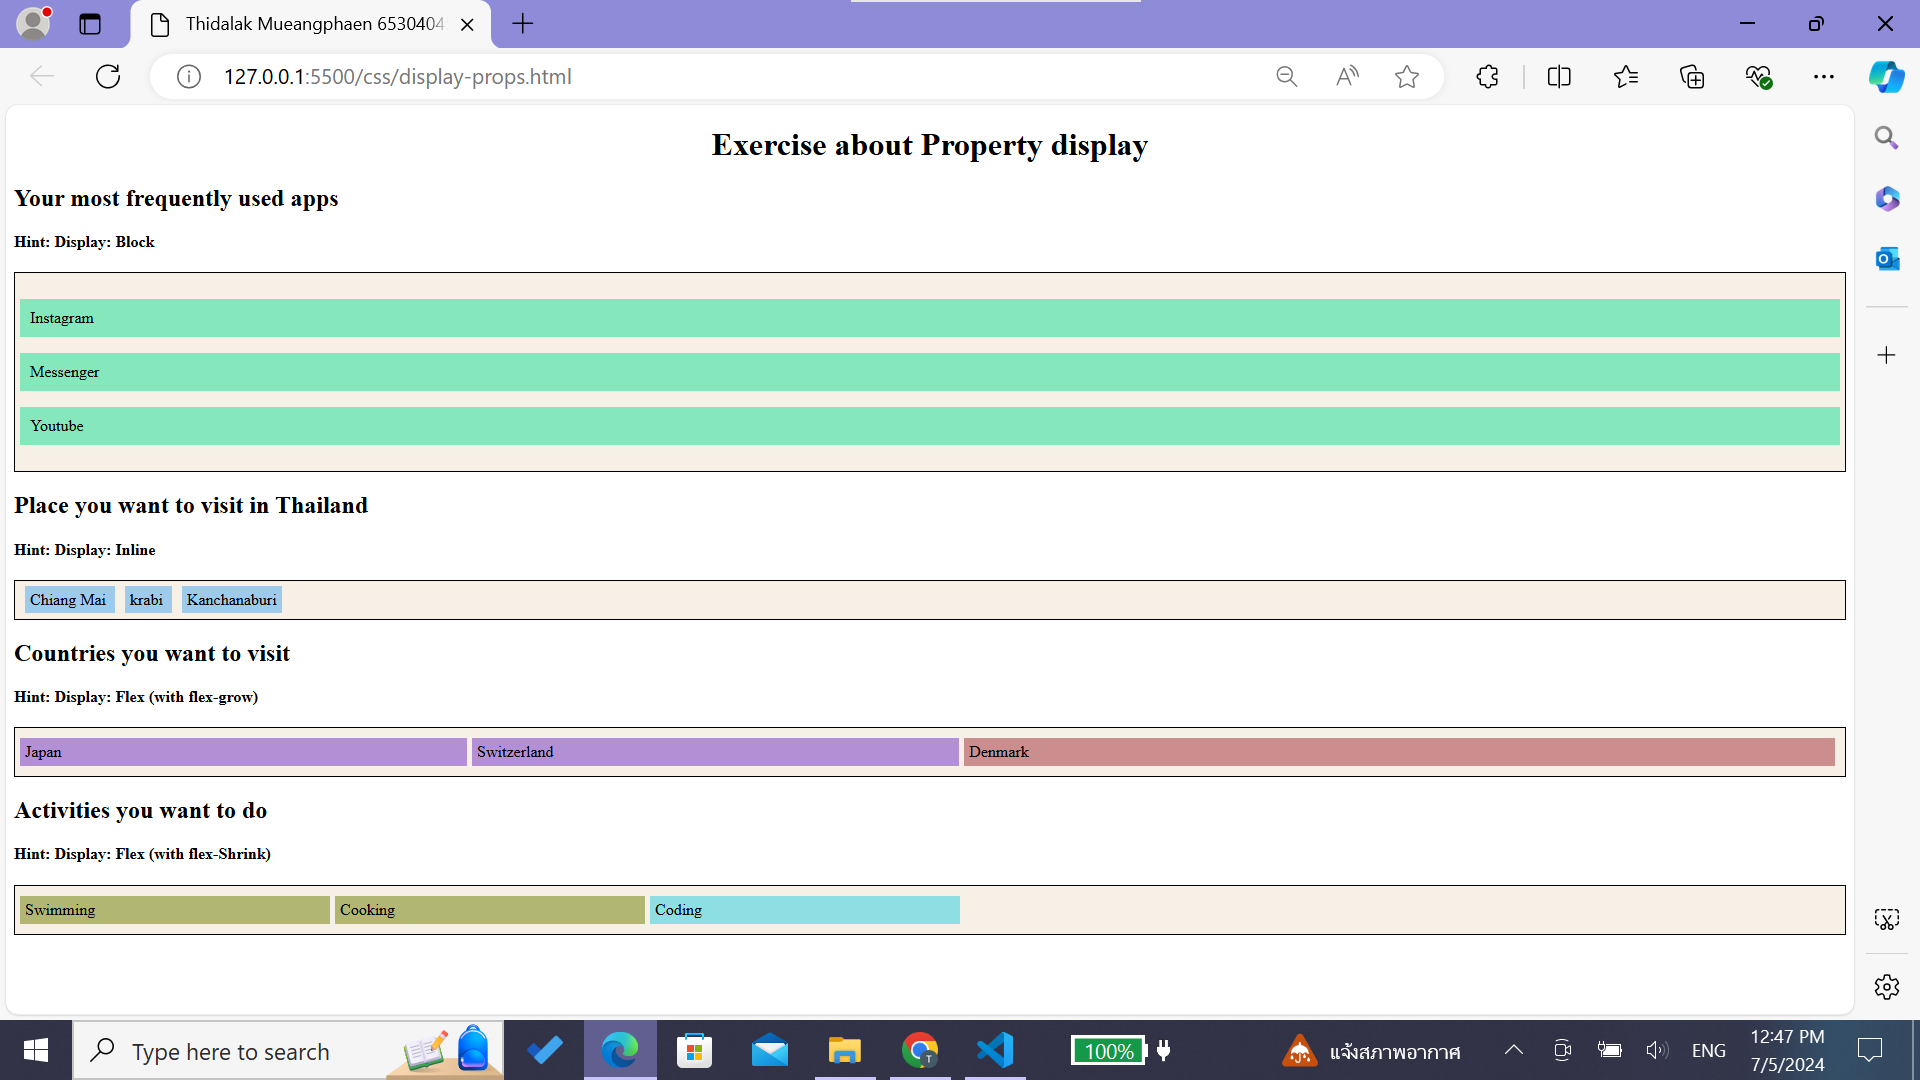 Thidalak Mueangphaen 6530404
127.0.0.1:5500/css/display-props.html
Exercise about Property display
Your most frequently used apps
Hint: Display: Block
Instagram
Messenger
Youtube
Place you want to visit in Thailand
Hint: Display: Inline
Chiang Mai krabi Kanchanaburi
Countries you want to visit
Hint: Display: Flex (with flex-grow)
Japan Switzerland Denmark
Activities you want to do
Hint: Display: Flex (with flex-Shrink)
Swimming Cooking Coding
Type here to search
T
100%
แจ้งสภาพอากาศ
ENG
12:47 PM
7/5/2024